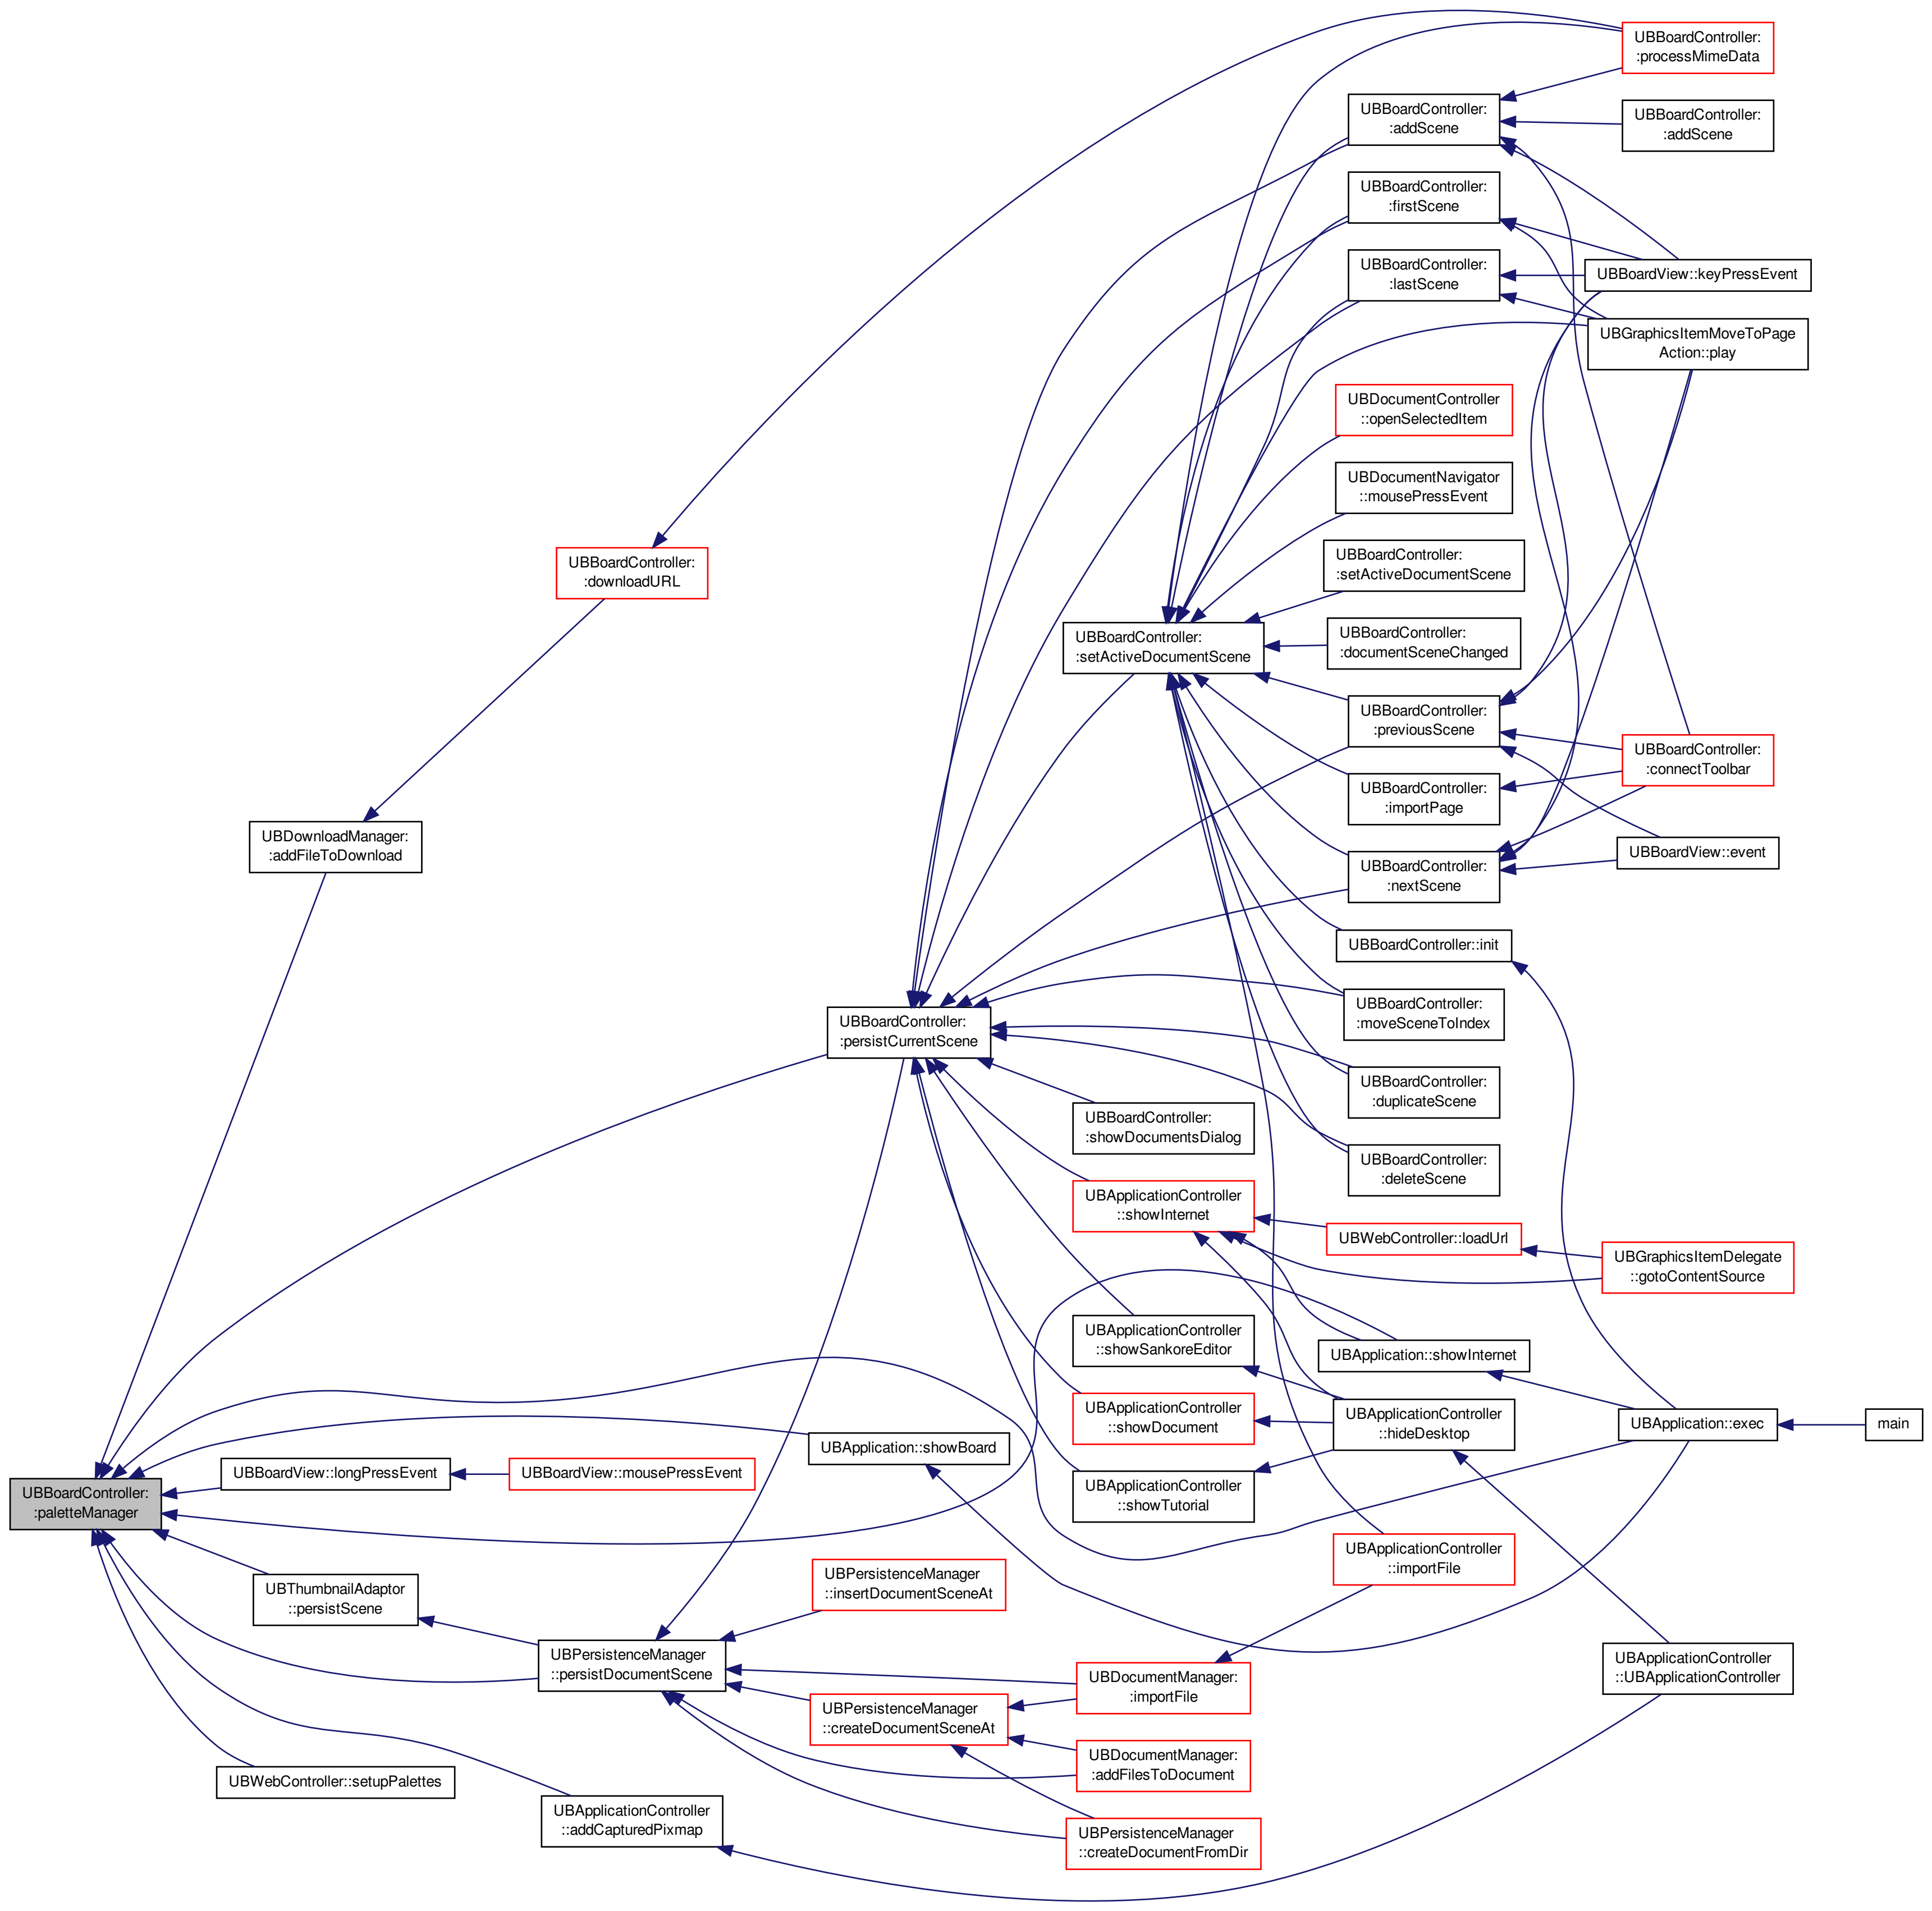 UBBoardController:
:processMimeData
UBBoardController:
:addScene
UBBoardController:
:addScene
UBBoardController:
:firstScene
UBBoardController:
:lastScene
UBBoardView::keyPressEvent
UBGraphicsItemMoveToPage
Action::play
UBDocumentController
::openSelectedItem
UBDocumentNavigator
::mousePressEvent
UBBoardController:
:downloadURL
UBBoardController:
:setActiveDocumentScene
UBBoardController:
:setActiveDocumentScene
UBBoardController:
:documentSceneChanged
UBBoardController:
:previousScene
UBBoardController:
:connectToolbar
UBBoardController:
:importPage
UBDownloadManager:
:addFileToDownload
UBBoardController:
:nextScene
UBBoardView::event
UBBoardController::init
UBBoardController:
:persistCurrentScene
UBBoardController:
:moveSceneToIndex
UBBoardController:
:duplicateScene
UBBoardController:
:showDocumentsDialog
UBBoardController:
:deleteScene
UBApplicationController
::showInternet
UBWebController::loadUrl
UBGraphicsItemDelegate
::gotoContentSource
UBApplicationController
::showSankoreEditor
UBApplication::showInternet
UBApplicationController
::showDocument
UBApplicationController
::hideDesktop
UBApplication::exec
main
UBApplication::showBoard
UBBoardView::longPressEvent
UBBoardView::mousePressEvent
UBBoardController:
:paletteManager
UBApplicationController
::showTutorial
UBApplicationController
::importFile
UBThumbnailAdaptor
::persistScene
UBPersistenceManager
::insertDocumentSceneAt
UBPersistenceManager
::persistDocumentScene
UBApplicationController
::UBApplicationController
UBDocumentManager:
:importFile
UBPersistenceManager
::createDocumentSceneAt
UBDocumentManager:
:addFilesToDocument
UBWebController::setupPalettes
UBApplicationController
::addCapturedPixmap
UBPersistenceManager
::createDocumentFromDir